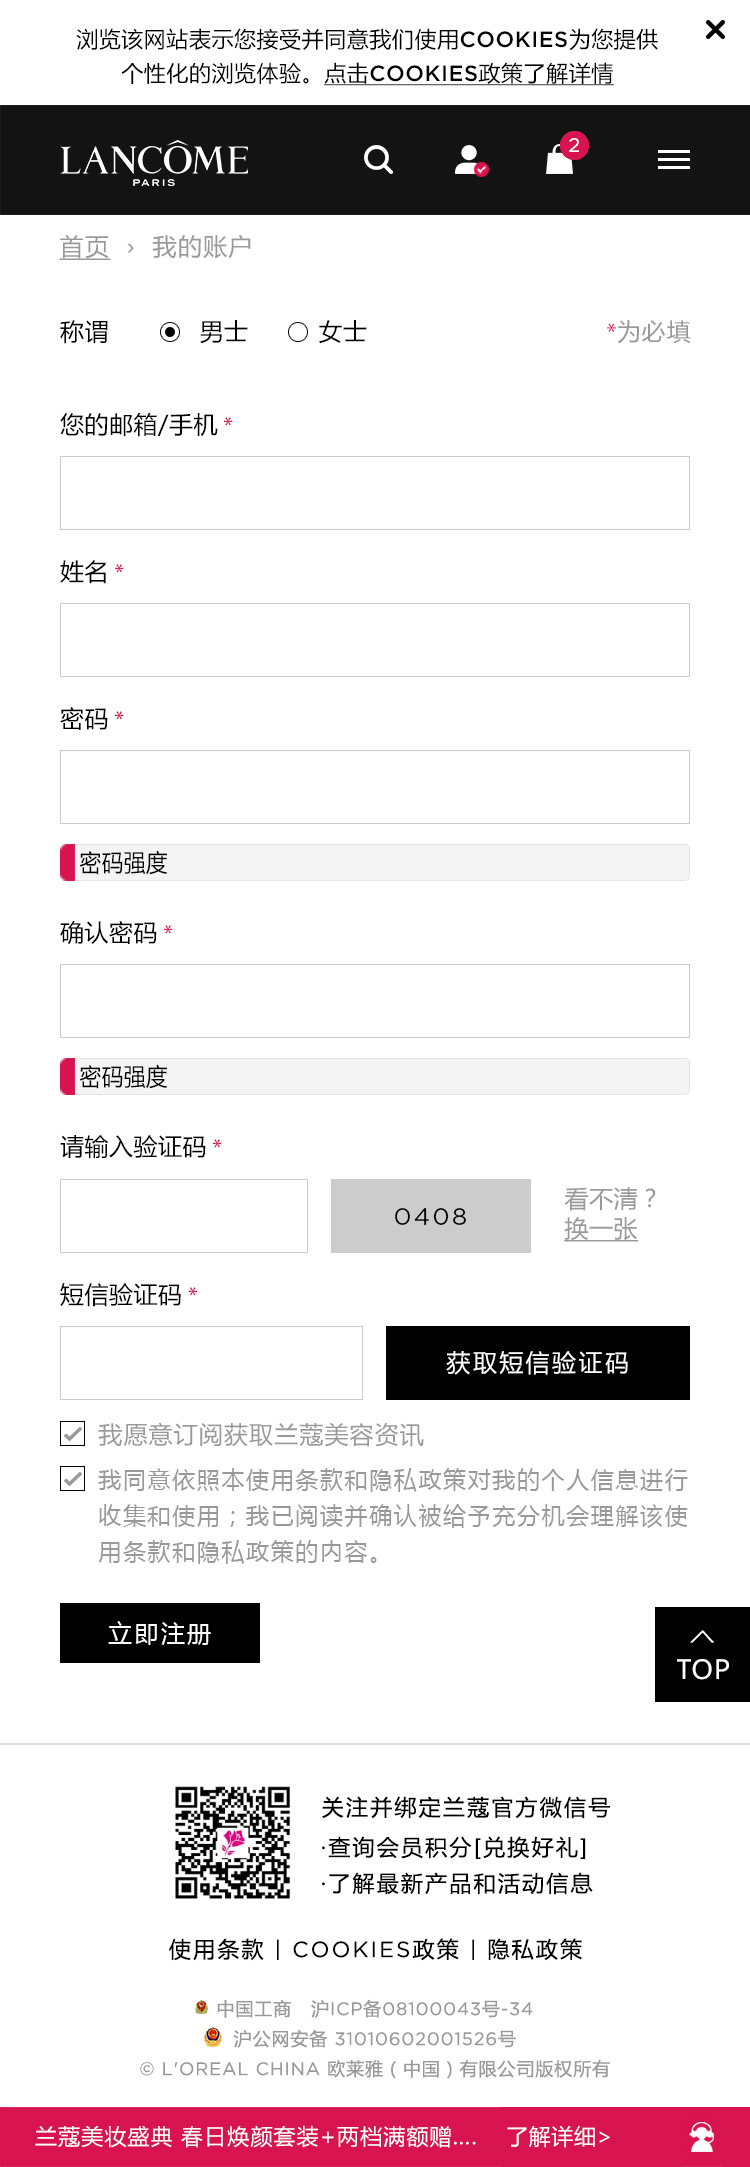 浏览该网站表示您接受并同意我们使用COOKIES为您提供
个性化的浏览体验。点击COOKIES政策了解详情
LANCÔME
PARIS
2
首页 › 我的账户
称谓 男士 女士 *为必填
您的邮箱/手机 *
姓名 *
密码 *
密码强度
确认密码 *
密码强度
请输入验证码 *
0408
看不清？
换一张
短信验证码 *
获取短信验证码
我愿意订阅获取兰蔻美容资讯
我同意依照本使用条款和隐私政策对我的个人信息进行
收集和使用；我已阅读并确认被给予充分机会理解该使
用条款和隐私政策的内容。
立即注册
TOP
关注并绑定兰蔻官方微信号
·查询会员积分[兑换好礼]
·了解最新产品和活动信息
使用条款 | COOKIES政策 | 隐私政策
中国工商 沪ICP备08100043号-34
沪公网安备 31010602001526号
© L'OREAL CHINA 欧莱雅 ( 中国 ) 有限公司版权所有
兰蔻美妆盛典 春日焕颜套装+两档满额赠.... 了解详细>